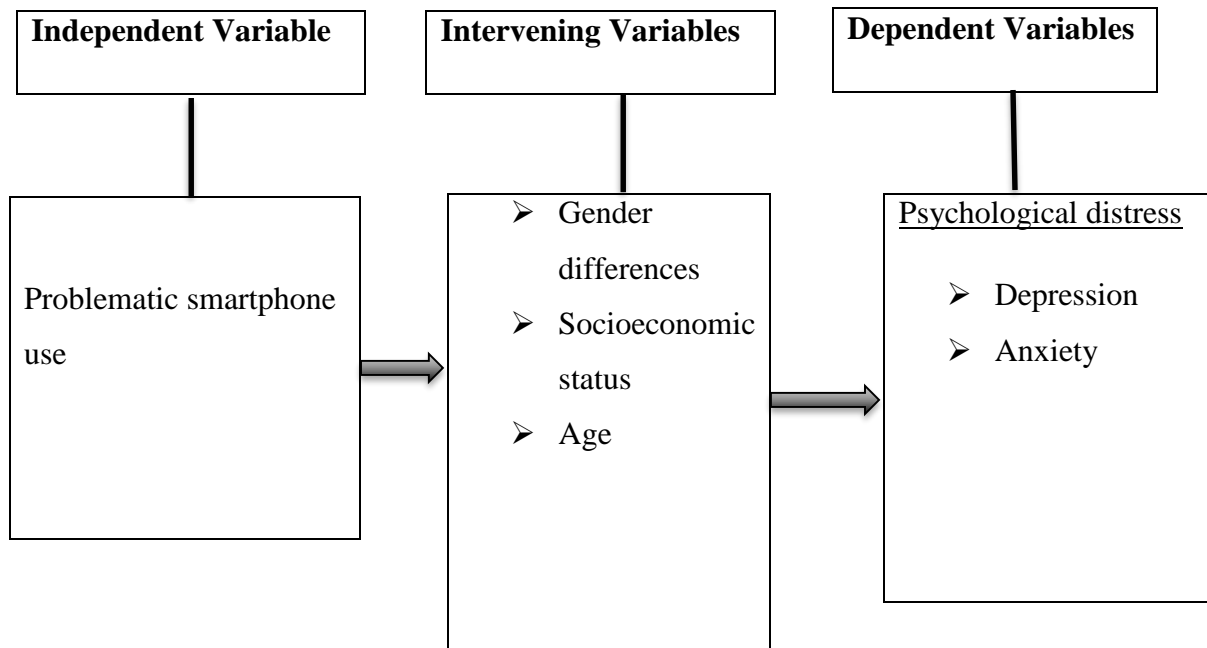 Independent Variable
Intervening Variables
Dependent Variables
Problematic smartphone
use
➢ Gender
differences
➢ Socioeconomic
status
➢ Age
Psychological distress
➢ Depression
➢ Anxiety